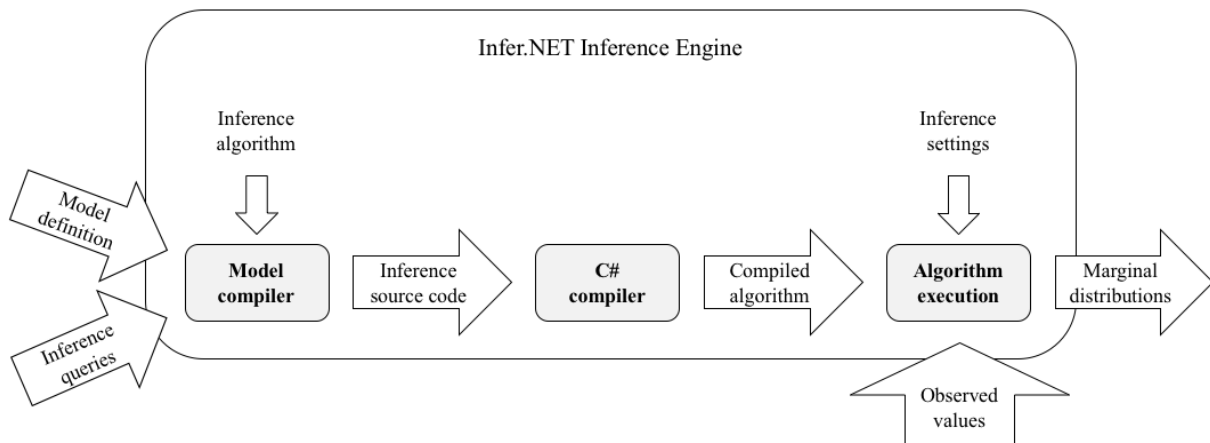 Infer.NET Inference Engine
Inference
algorithm
Inference
settings
Model
definition
Inference
queries
Model
compiler
Inference
source code
C#
compiler
Compiled
algorithm
Algorithm
execution
Marginal
distributions
Observed
values